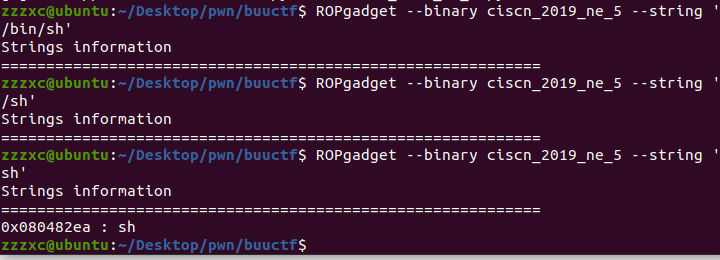 zzzxc@ubuntu:~/Desktop/pwn/buuctf$ ROPgadget --binary ciscn_2019_ne_5 --string '
/bin/sh'
Strings information
============================================================
zzzxc@ubuntu:~/Desktop/pwn/buuctf$ ROPgadget --binary ciscn_2019_ne_5 --string '
/sh'
Strings information
============================================================
zzzxc@ubuntu:~/Desktop/pwn/buuctf$ ROPgadget --binary ciscn_2019_ne_5 --string '
sh'
Strings information
============================================================
0x080482ea : sh
zzzxc@ubuntu:~/Desktop/pwn/buuctf$